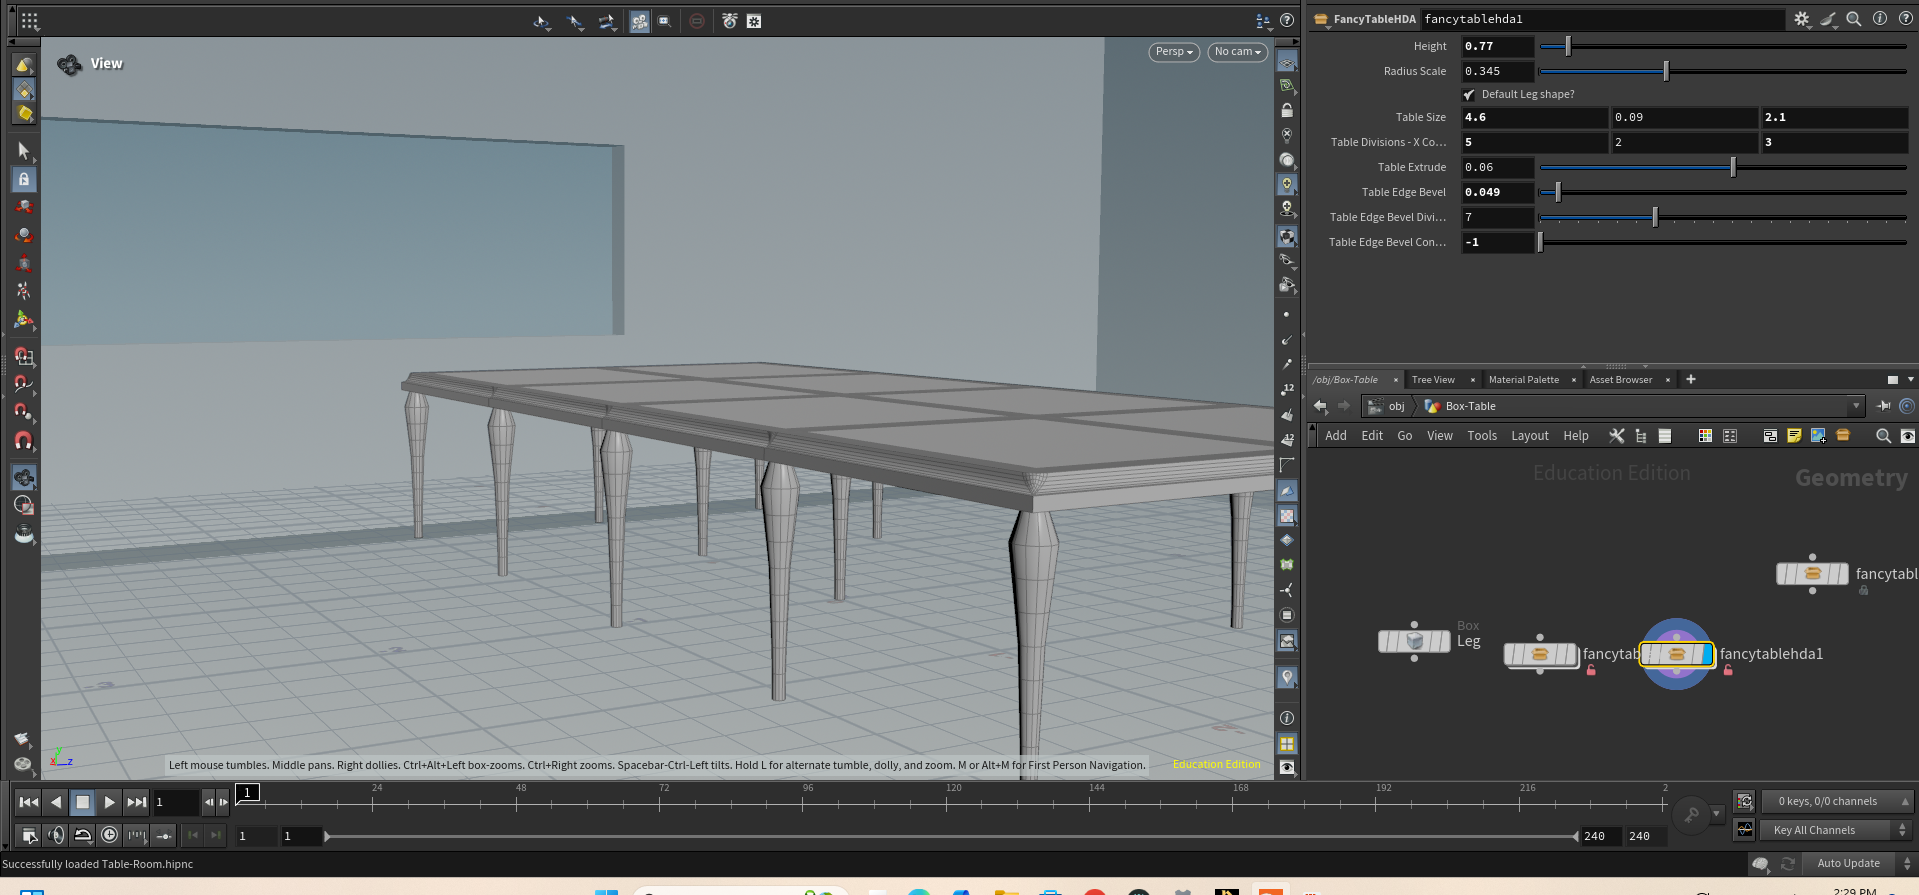 FancyTableHDA fancytablehda1
View
Persp
No cam
Height 0.77
Radius Scale 0.345
Default Leg shape?
Table Size 4.6 0.09 2.1
Table Divisions - X Co... 5 2 3
Table Extrude 0.06
Table Edge Bevel 0.049
Table Edge Bevel Divi... 7
Table Edge Bevel Con... -1
/obj/Box-Table × Tree View × Material Palette × Asset Browser × +
obj Box-Table
Add Edit Go View Tools Layout Help
Education Edition
Geometry
fancytabl
Box
Leg
fancytab
fancytablehda1
12
12
x z
Left mouse tumbles. Middle pans. Right dollies. Ctrl+Alt+Left box-zooms. Ctrl+Right zooms. Spacebar-Ctrl-Left tilts. Hold L for alternate tumble, dolly, and zoom. M or Alt+M for First Person Navigation.
Education Edition
1 1 24 48 72 96 120 144 168 192 216 2
0 keys, 0/0 channels
1 1 240 240
Key All Channels
Successfully loaded Table-Room.hipnc
Auto Update
2:29 PM